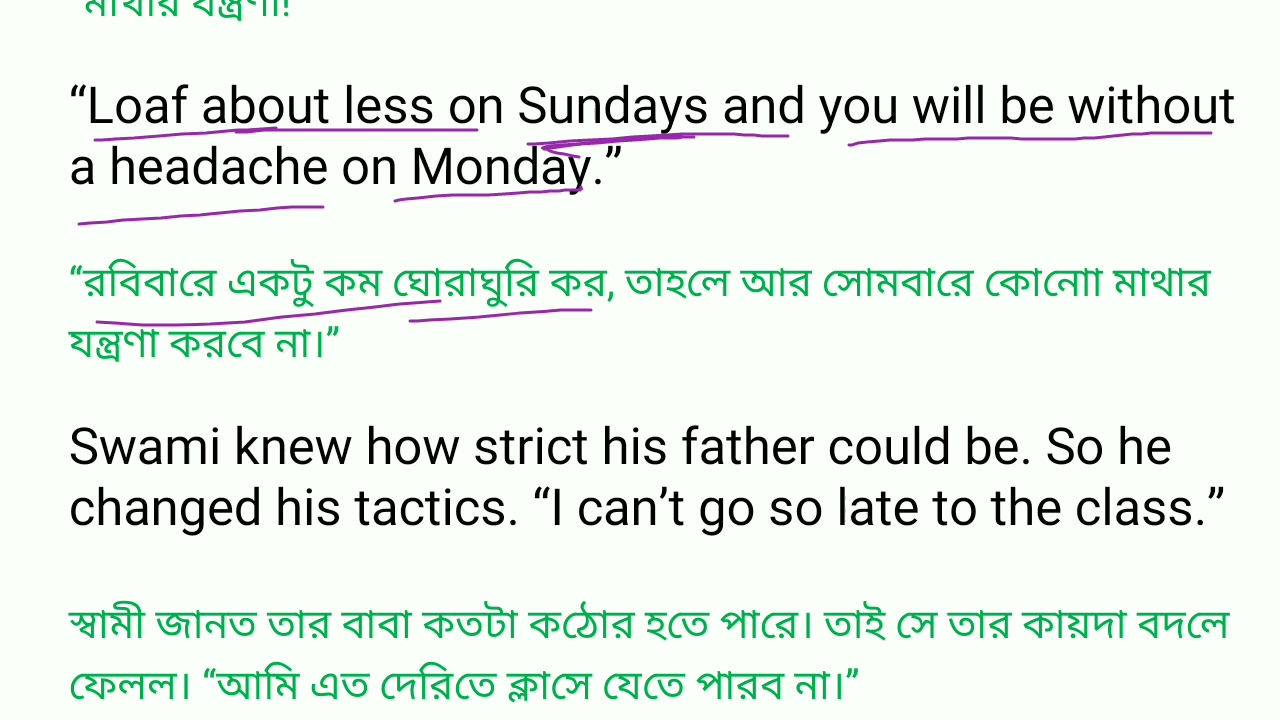 "মাথার যন্ত্রণা!
“Loaf about less on Sundays and you will be without
a headache on Monday.”
“রবিবারে একটু কম ঘোরাঘুরি কর, তাহলে আর সোমবারে কোনোা মাথার
যন্ত্রণা করবে না।”
Swami knew how strict his father could be. So he
changed his tactics. “I can’t go so late to the class.”
স্বামী জানত তার বাবা কতটা কঠোর হতে পারে। তাই সে তার কায়দা বদলে
ফেলল। “আমি এত দেরিতে ক্লাসে যেতে পারব না।”